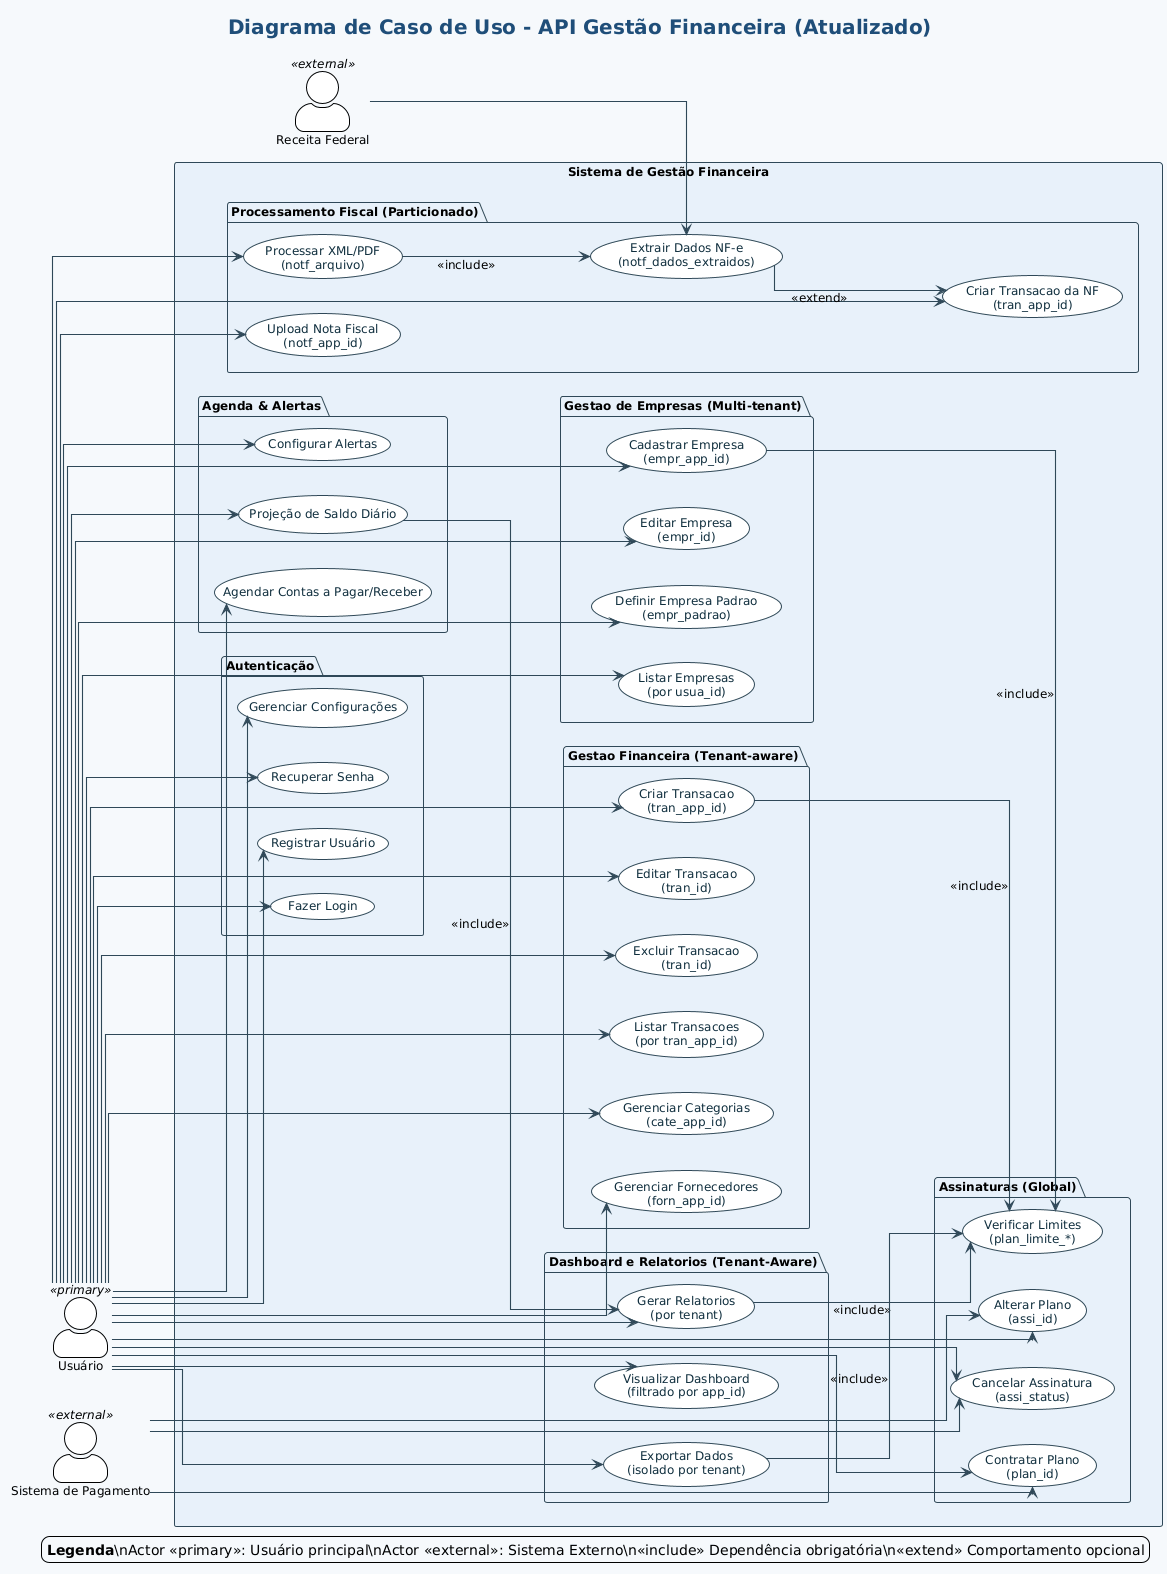 Diagrama de Caso de Uso - API Gestão Financeira (Atualizado)
«external»
Receita Federal
Sistema de Gestão Financeira
Processamento Fiscal (Particionado)
Processar XML/PDF
(notf_arquivo)
«include»
Extrair Dados NF-e
(notf_dados_extraidos)
«extend»
Criar Transacao da NF
(tran_app_id)
Upload Nota Fiscal
(notf_app_id)
Agenda & Alertas
Configurar Alertas
Projeção de Saldo Diário
Agendar Contas a Pagar/Receber
Gestao de Empresas (Multi-tenant)
Cadastrar Empresa
(empr_app_id)
Editar Empresa
(empr_id)
Definir Empresa Padrao
(empr_padrao)
Listar Empresas
(por usua_id)
«include»
Autenticação
Gerenciar Configurações
Recuperar Senha
Registrar Usuário
Fazer Login
«include»
Gestao Financeira (Tenant-aware)
Criar Transacao
(tran_app_id)
Editar Transacao
(tran_id)
Excluir Transacao
(tran_id)
Listar Transacoes
(por tran_app_id)
Gerenciar Categorias
(cate_app_id)
Gerenciar Fornecedores
(forn_app_id)
«include»
Assinaturas (Global)
Verificar Limites
(plan_limite_*)
Alterar Plano
(assi_id)
Cancelar Assinatura
(assi_status)
Contratar Plano
(plan_id)
Dashboard e Relatorios (Tenant-Aware)
Gerar Relatorios
(por tenant)
«include»
Visualizar Dashboard
(filtrado por app_id)
«include»
Exportar Dados
(isolado por tenant)
«primary»
Usuário
«external»
Sistema de Pagamento
Legenda\nActor «primary»: Usuário principal\nActor «external»: Sistema Externo\n«include» Dependência obrigatória\n«extend» Comportamento opcional